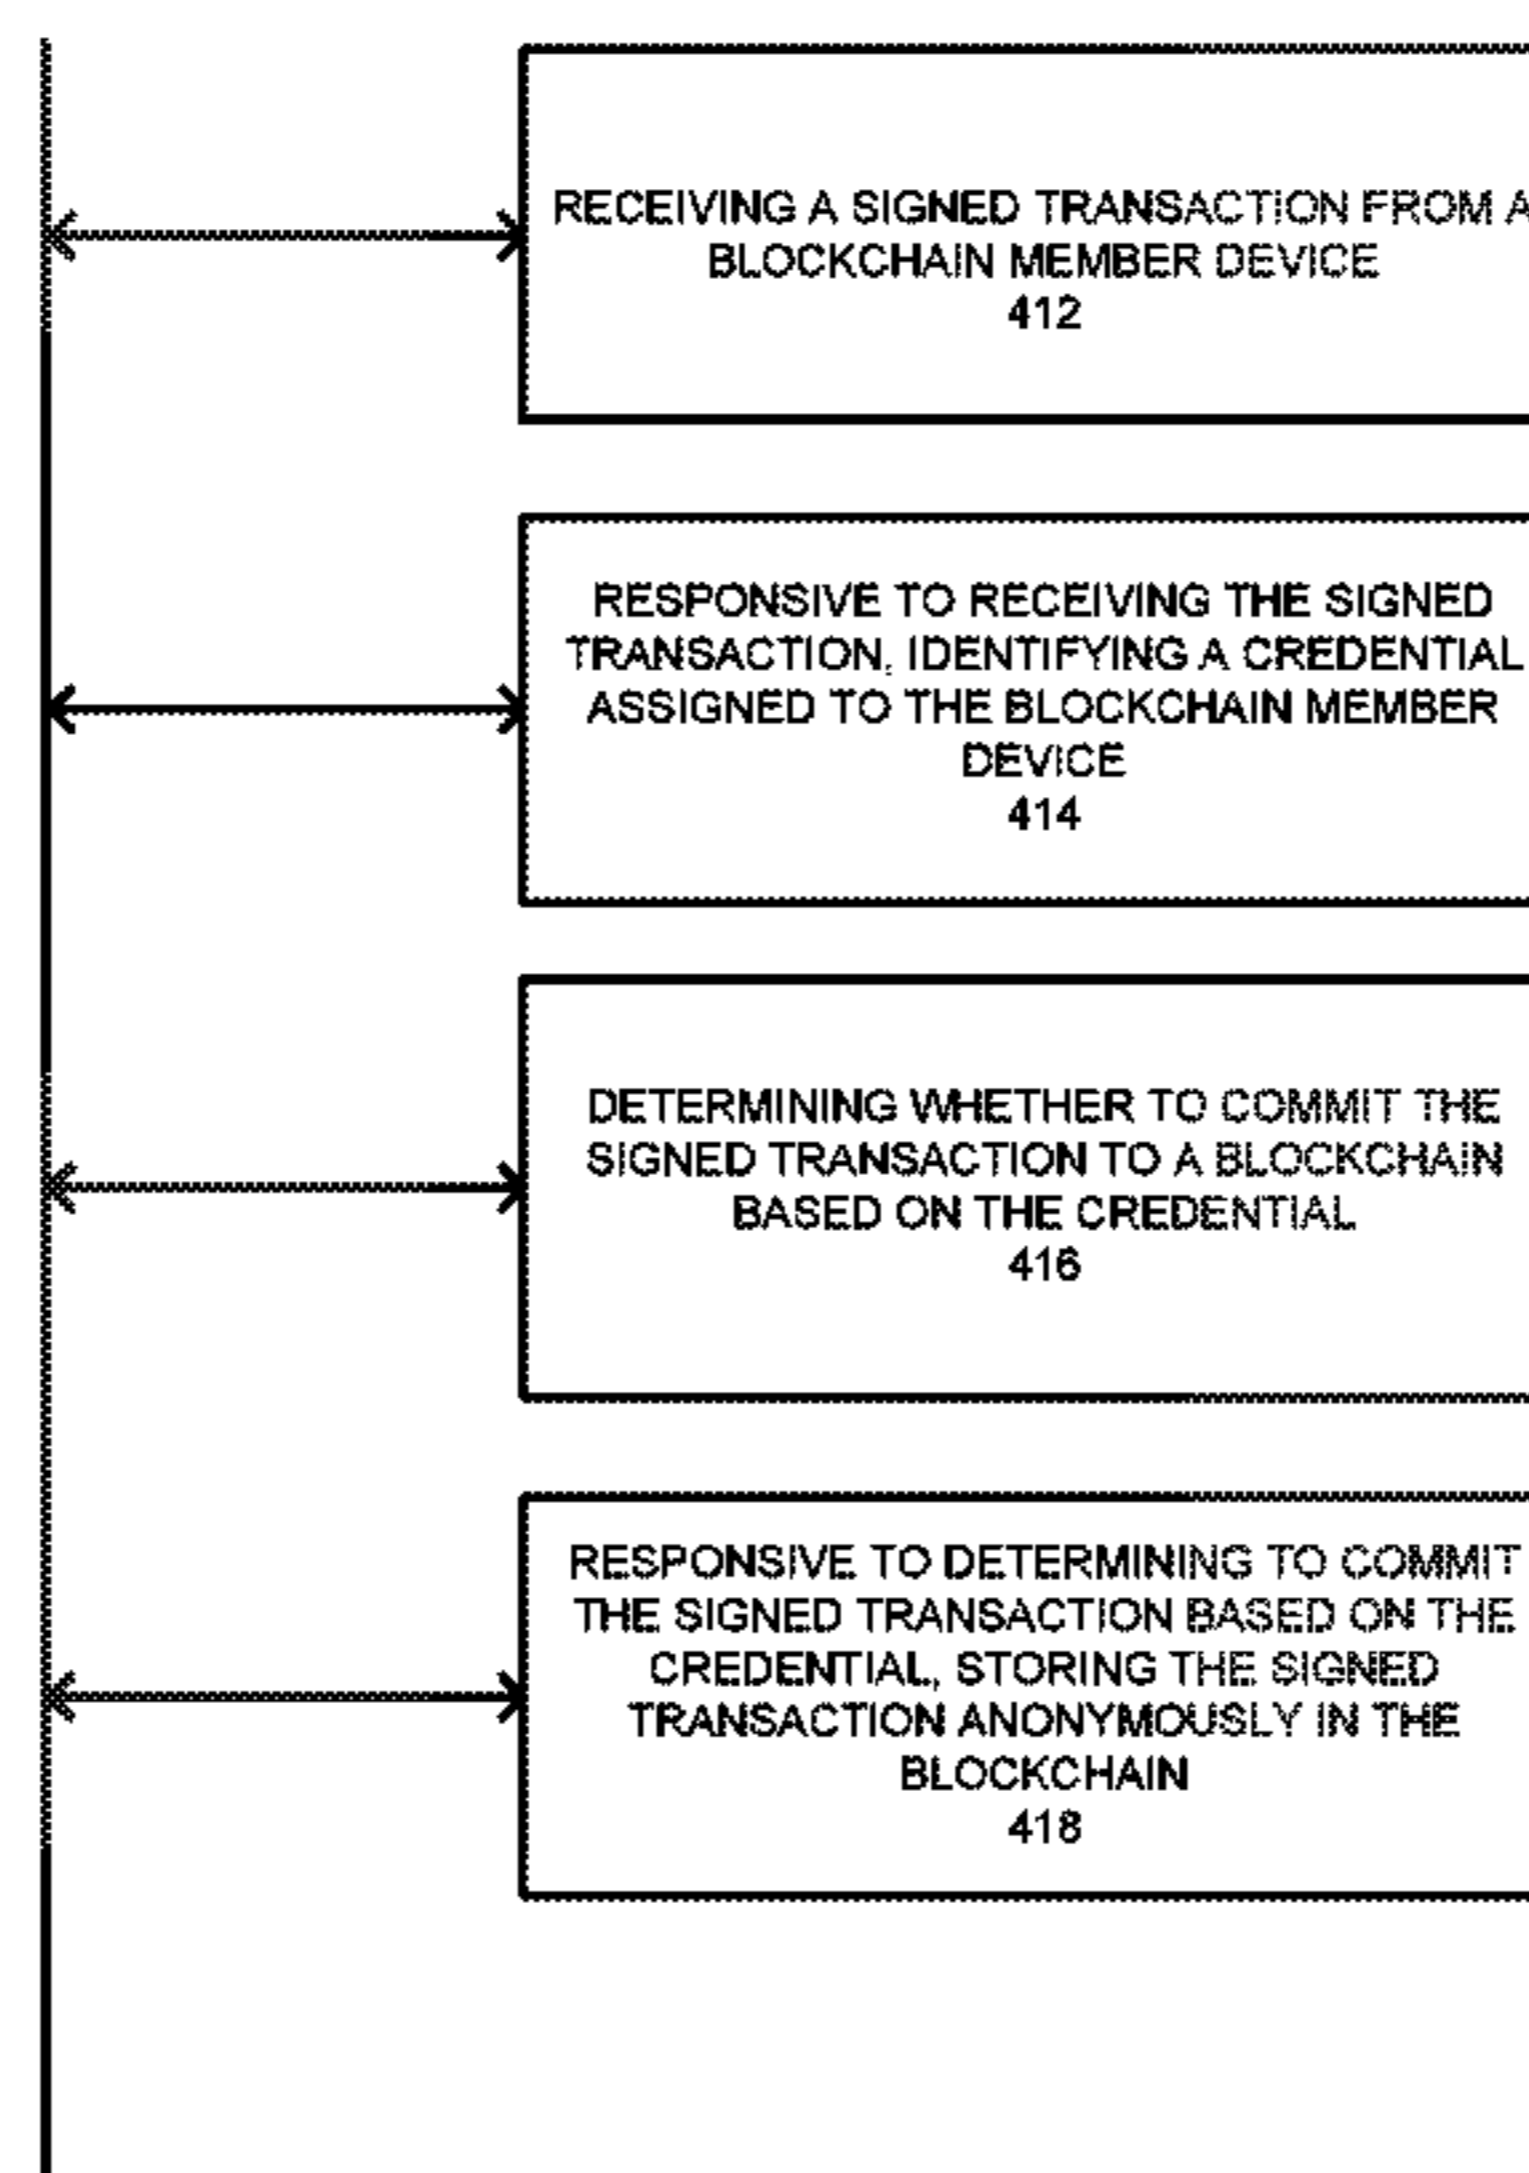 RECEIVING A SIGNED TRANSACTION FROM A
BLOCKCHAIN MEMBER DEVICE
412
RESPONSIVE TO RECEIVING THE SIGNED
TRANSACTION, IDENTIFYING A CREDENTIAL
ASSIGNED TO THE BLOCKCHAIN MEMBER
DEVICE
414
DETERMINING WHETHER TO COMMIT THE
SIGNED TRANSACTION TO A BLOCKCHAIN
BASED ON THE CREDENTIAL
416
RESPONSIVE TO DETERMINING TO COMMIT
THE SIGNED TRANSACTION BASED ON THE
CREDENTIAL, STORING THE SIGNED
TRANSACTION ANONYMOUSLY IN THE
BLOCKCHAIN
418